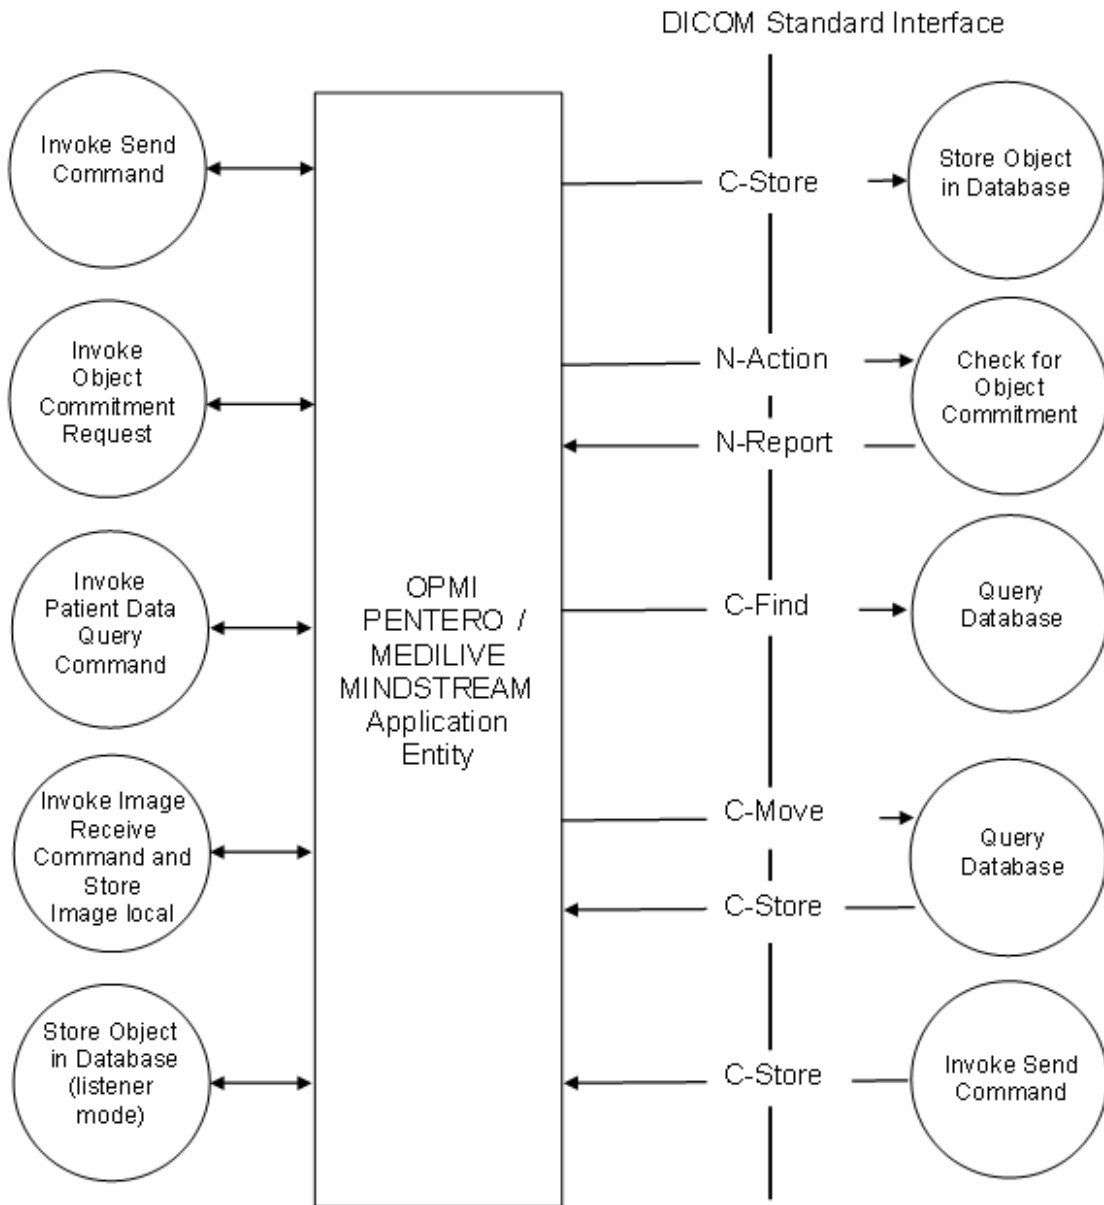 DICOM Standard Interface
Invoke Send
Command
C-Store
Store Object
in Database
Invoke
Object
Commitment
Request
N-Action
N-Report
Check for
Object
Commitment
Invoke
Patient Data
Query
Command
OPMI
PENTERO /
MEDILIVE
MINDSTREAM
Application
Entity
C-Find
Query
Database
Invoke Image
Receive
Command and
Store
Image local
C-Move
C-Store
Query
Database
Store Object
in Database
(listener
mode)
C-Store
Invoke Send
Command